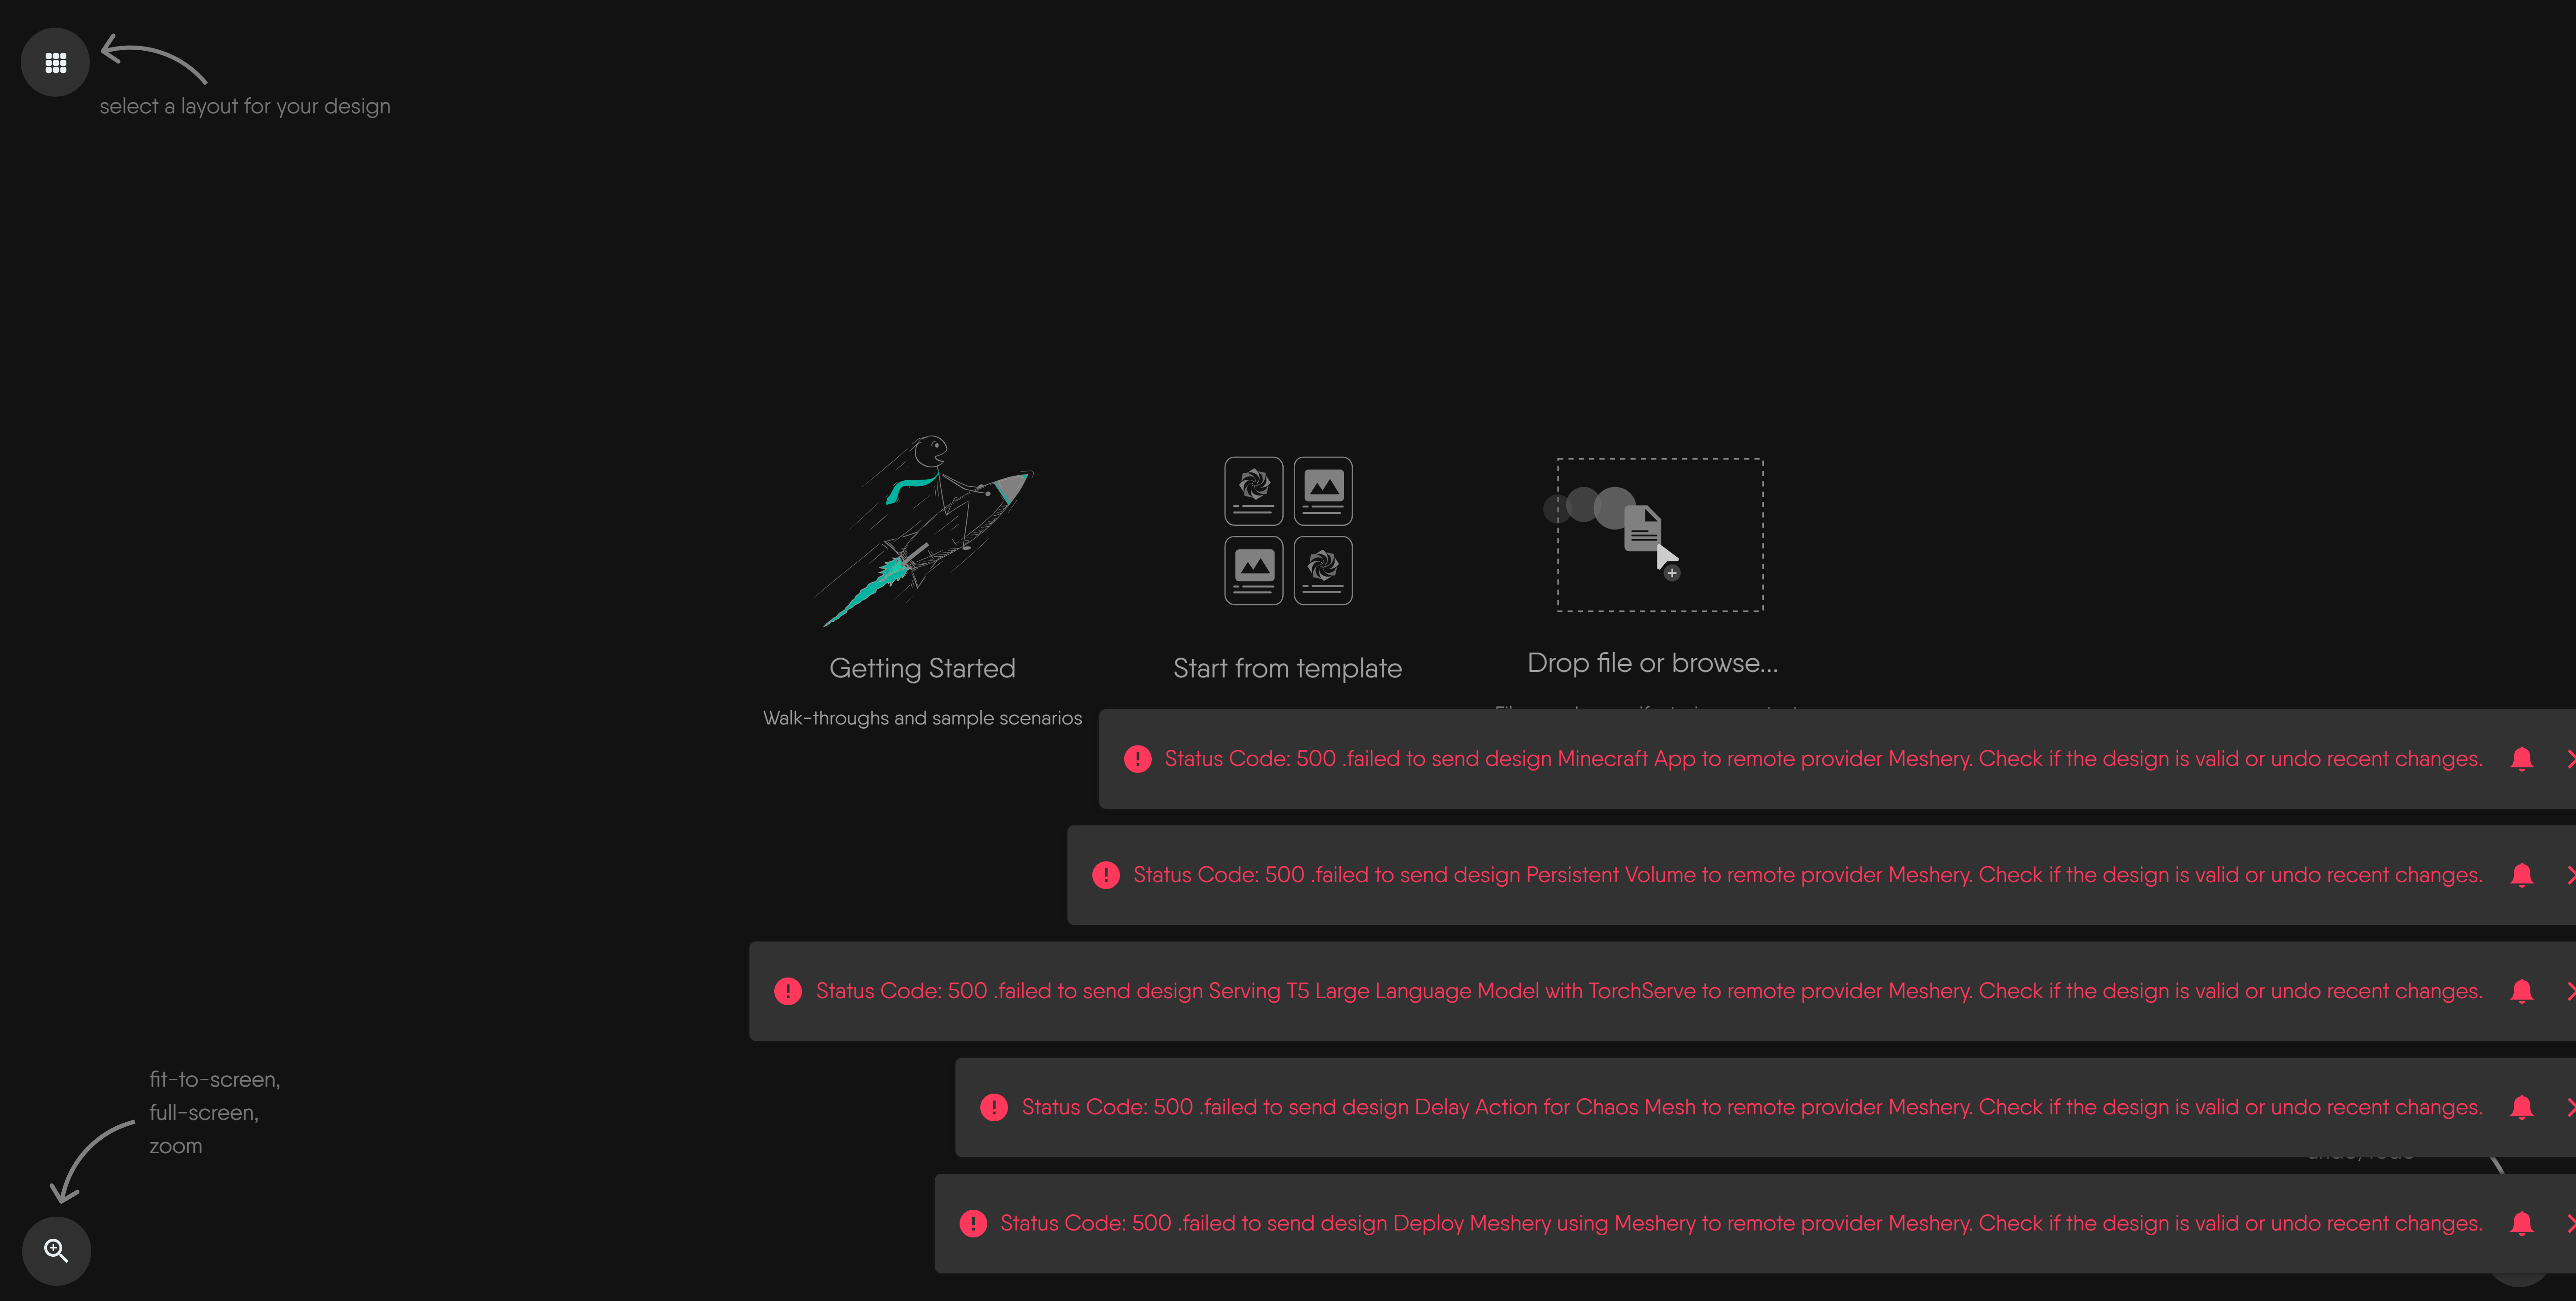 select a layout for your design
Getting Started
Start from template
Drop file or browse...
Walk-throughs and sample scenarios
Status Code: 500 .failed to send design Minecraft App to remote provider Meshery. Check if the design is valid or undo recent changes.
Status Code: 500 .failed to send design Persistent Volume to remote provider Meshery. Check if the design is valid or undo recent changes.
Status Code: 500 .failed to send design Serving T5 Large Language Model with TorchServe to remote provider Meshery. Check if the design is valid or undo recent changes.
Status Code: 500 .failed to send design Delay Action for Chaos Mesh to remote provider Meshery. Check if the design is valid or undo recent changes.
Status Code: 500 .failed to send design Deploy Meshery using Meshery to remote provider Meshery. Check if the design is valid or undo recent changes.
fit-to-screen,
full-screen,
zoom